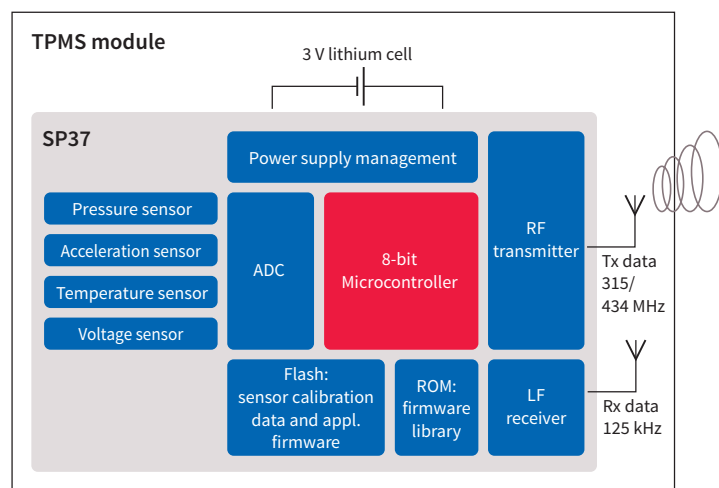 TPMS module
3 V lithium cell
SP37
Power supply management
Pressure sensor
Acceleration sensor
Temperature sensor
Voltage sensor
ADC
8-bit
Microcontroller
RF
transmitter
Tx data
315/
434 MHz
Flash:
sensor calibration
data and appl.
firmware
ROM:
firmware
library
LF
receiver
Rx data
125 kHz